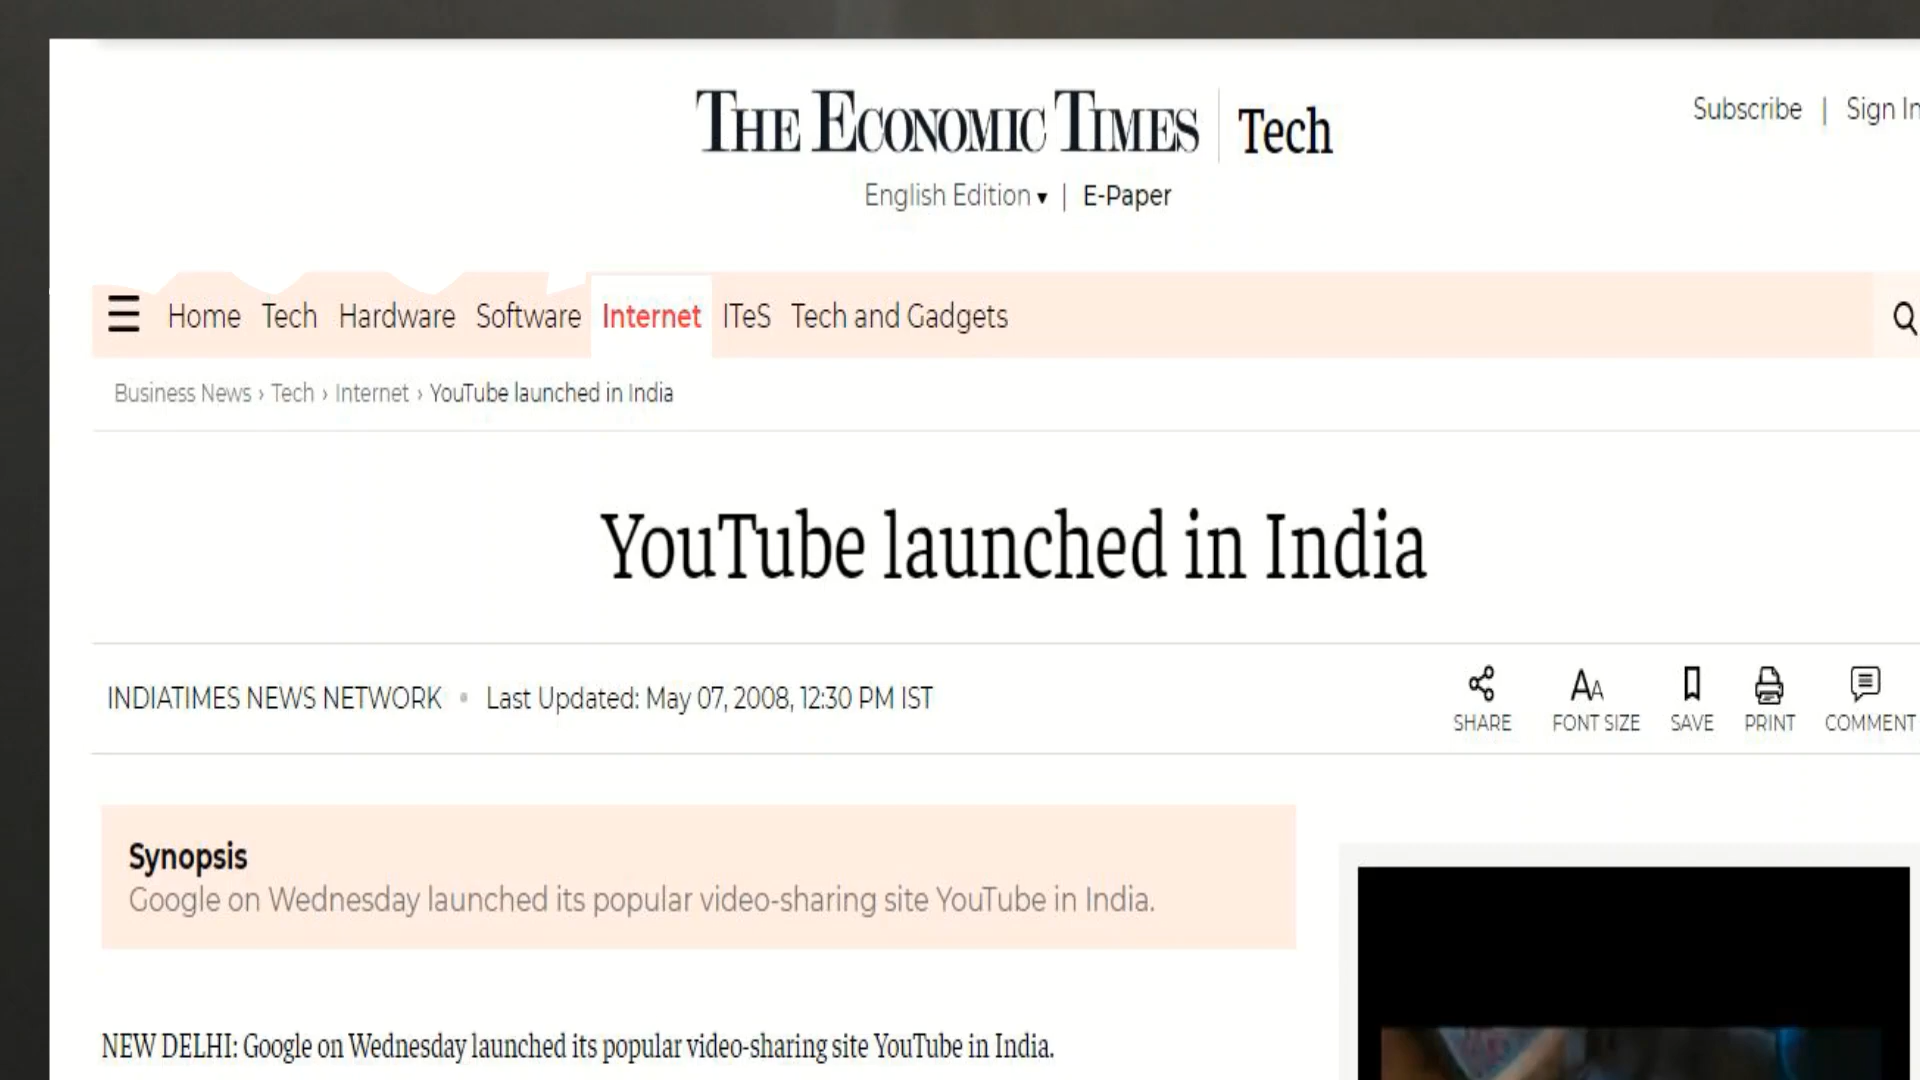 THE ECONOMIC TIMES | Tech
Subscribe | Sign In
English Edition ▾ | E-Paper
Home Tech Hardware Software Internet ITeS Tech and Gadgets
Business News › Tech › Internet › YouTube launched in India
YouTube launched in India
INDIATIMES NEWS NETWORK • Last Updated: May 07, 2008, 12:30 PM IST
SHARE FONT SIZE SAVE PRINT COMMENT
Synopsis
Google on Wednesday launched its popular video-sharing site YouTube in India.
NEW DELHI: Google on Wednesday launched its popular video-sharing site YouTube in India.